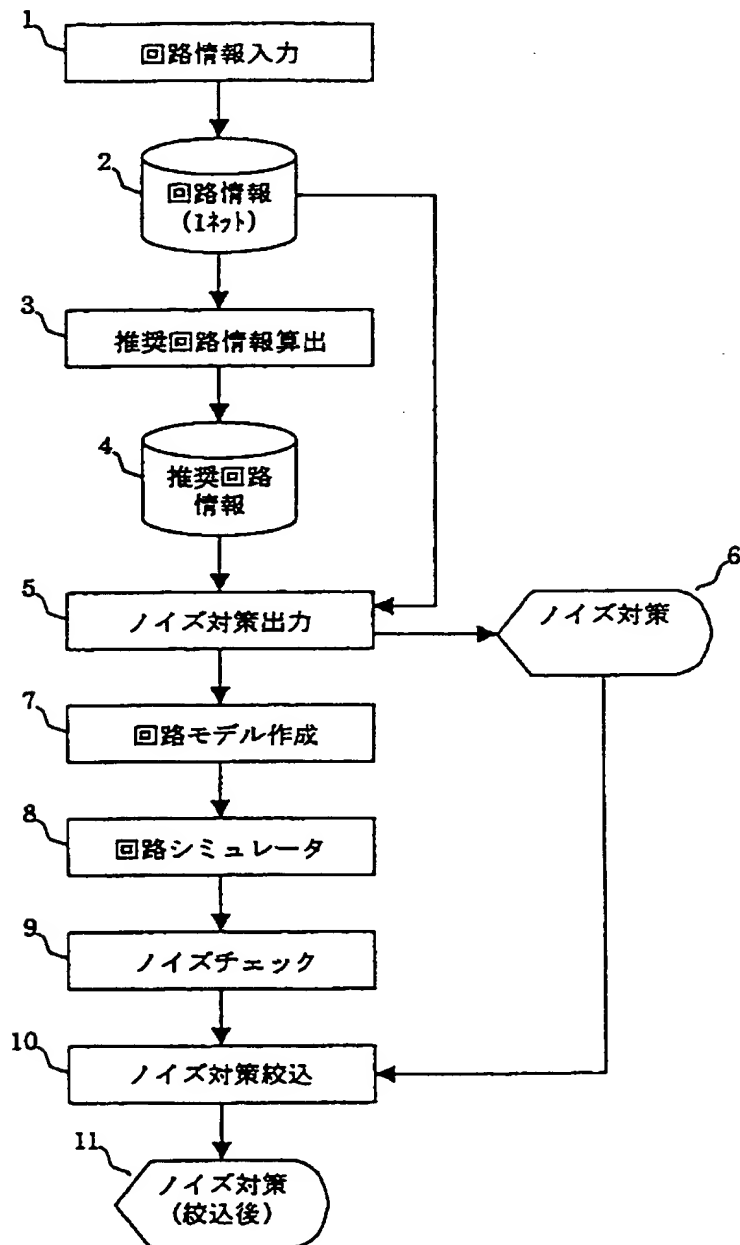 1
回路情報入力
2
回路情報
(1ネット)
3
推奨回路情報算出
4
推奨回路
情報
5
ノイズ対策出力
6
ノイズ対策
7
回路モデル作成
8
回路シミュレータ
9
ノイズチェック
10
ノイズ対策絞込
11
ノイズ対策
(絞込後)